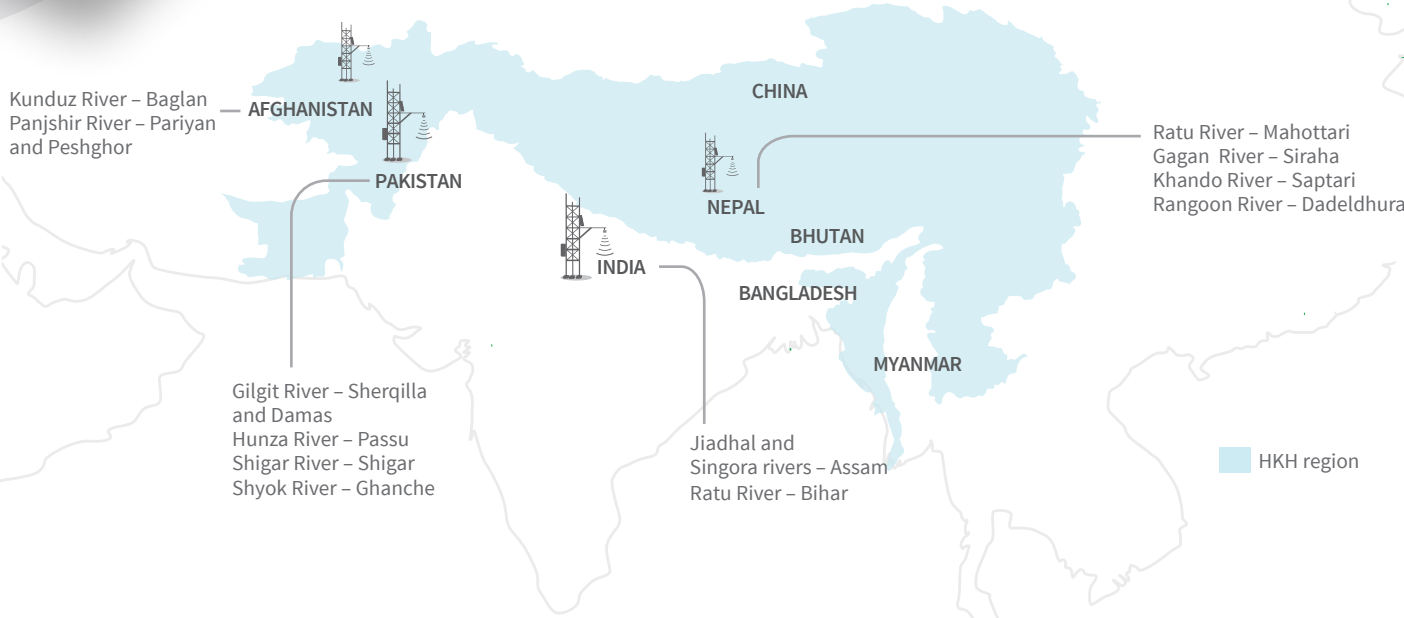 Kunduz River – Baglan
Panjshir River – Pariyan
and Peshghor
AFGHANISTAN
PAKISTAN
CHINA
NEPAL
BHUTAN
INDIA
BANGLADESH
MYANMAR
Ratu River – Mahottari
Gagan River – Siraha
Khando River – Saptari
Rangoon River – Dadeldhura
Gilgit River – Sherqilla
and Damas
Hunza River – Passu
Shigar River – Shigar
Shyok River – Ghanche
Jiadhal and
Singora rivers – Assam
Ratu River – Bihar
HKH region